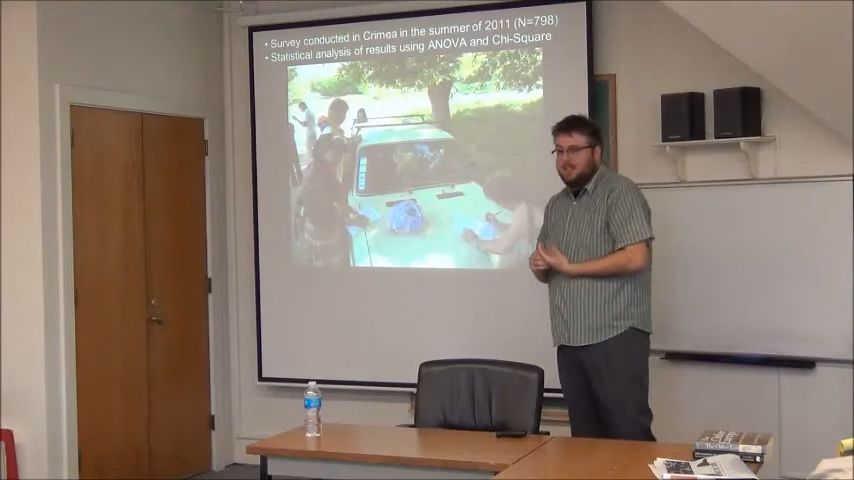 • Survey conducted in Crimea in the summer of 2011 (N=798)
• Statistical analysis of results using ANOVA and Chi-Square